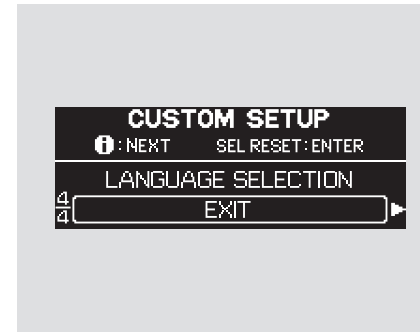 CUSTOM SETUP
i : NEXT SEL RESET : ENTER
LANGUAGE SELECTION
4/4 EXIT